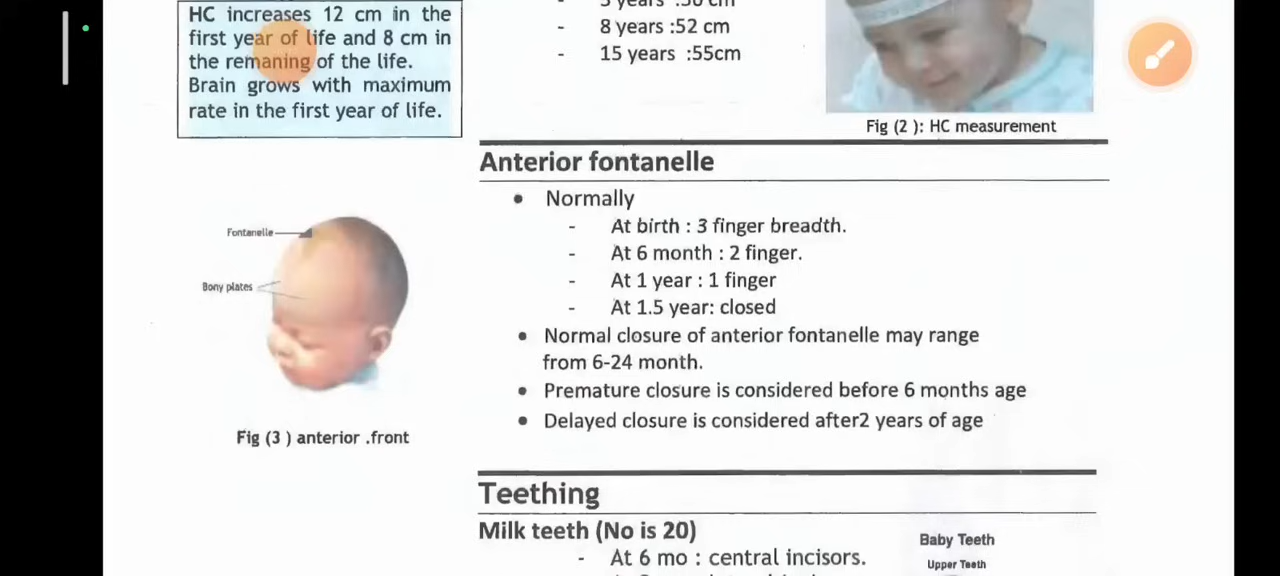 HC increases 12 cm in the
first year of life and 8 cm in
the remaning of the life.
Brain grows with maximum
rate in the first year of life.
- 8 years :52 cm
- 15 years :55cm
Fig (2 ): HC measurement
Anterior fontanelle
• Normally
- At birth : 3 finger breadth.
- At 6 month : 2 finger.
- At 1 year : 1 finger
- At 1.5 year: closed
• Normal closure of anterior fontanelle may range
from 6-24 month.
• Premature closure is considered before 6 months age
• Delayed closure is considered after2 years of age
Fontanelle
Bony plates
Fig (3 ) anterior .front
Teething
Milk teeth (No is 20)
- At 6 mo : central incisors.
Baby Teeth
Upper Teeth